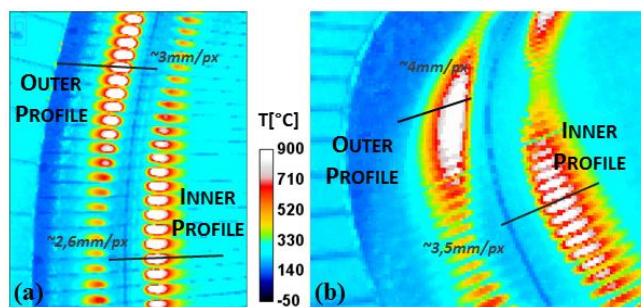 ~3mm/px
OUTER
PROFILE
INNER
PROFILE
~2,6mm/px
(a)
T[°C]
900
710
520
330
140
-50
~4mm/px
OUTER
PROFILE
INNER
PROFILE
~3,5mm/px
(b)